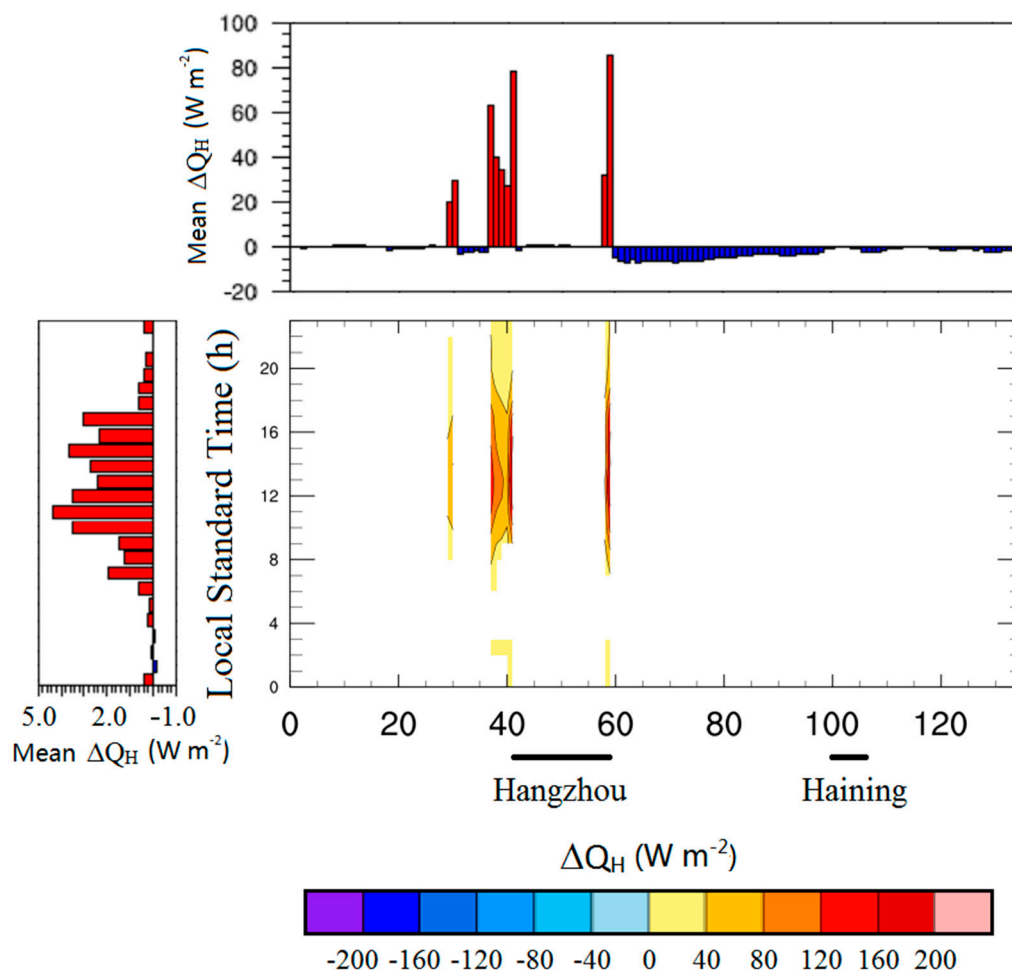 100
80
60
40
20
0
-20
Mean ΔQH (W m-2)
Local Standard Time (h)
20
16
12
8
4
0
5.0 2.0 -1.0
Mean ΔQH (W m-2)
0 20 40 60 80 100 120
Hangzhou Haining
ΔQH (W m-2)
-200 -160 -120 -80 -40 0 40 80 120 160 200